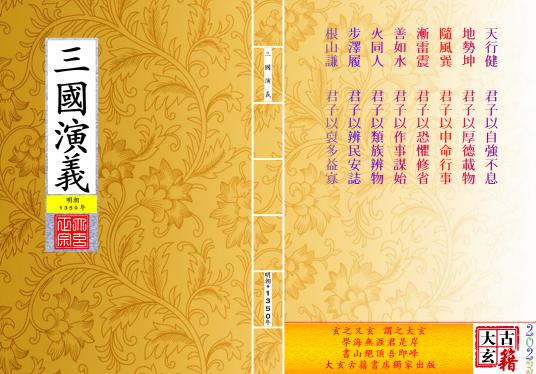 三國演義
明朝
1350年
三國演義
明朝•1350年
天行健 君子以自強不息
地勢坤 君子以厚德載物
隨風巽 君子以申命行事
漸雷震 君子以恐懼修省
善如水 君子以作事謀始
火同人 君子以類族辨物
步澤履 君子以辨民安誌
根山謙 君子以裒多益寡
玄之又玄 謂之大玄
學海無涯君是岸
書山絕頂吾即峰
大玄古籍書店獨家出版
古籍
大玄
2023